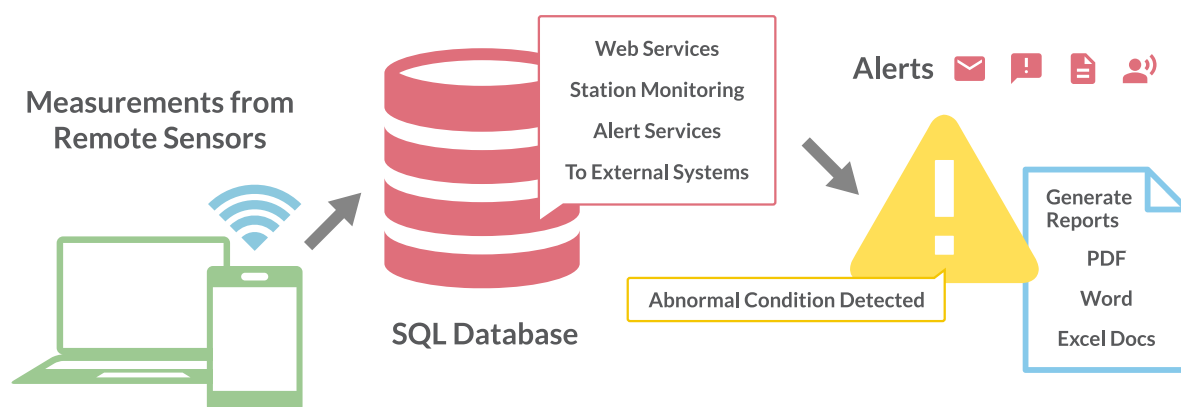 Measurements from
Remote Sensors
SQL Database
Web Services
Station Monitoring
Alert Services
To External Systems
Alerts
Abnormal Condition Detected
Generate
Reports
PDF
Word
Excel Docs